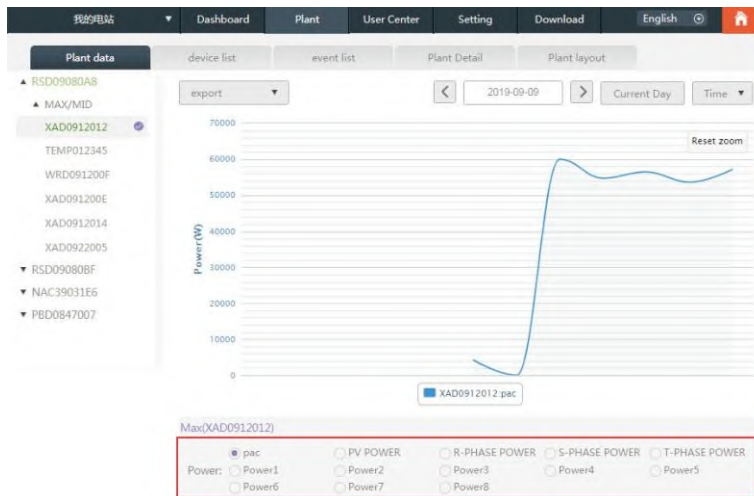 我的电站 ▼ Dashboard Plant User Center Setting Download English
Plant data device list event list Plant Detail Plant layout
▲ RSD09080A8
▲ MAX/MID
XAD0912012
TEMP012345
WRD091200F
XAD091200E
XAD0912014
XAD0922005
▼ RSD09080BF
▼ NAC39031E6
▼ PBD0847007
export ▼ < 2019-09-09 > Current Day Time ▼
Reset zoom
Power(W)
70000
60000
50000
40000
30000
20000
10000
0
XAD0912012:pac
Max(XAD0912012)
pac PV POWER R-PHASE POWER S-PHASE POWER T-PHASE POWER
Power: Power1 Power2 Power3 Power4 Power5
Power6 Power7 Power8